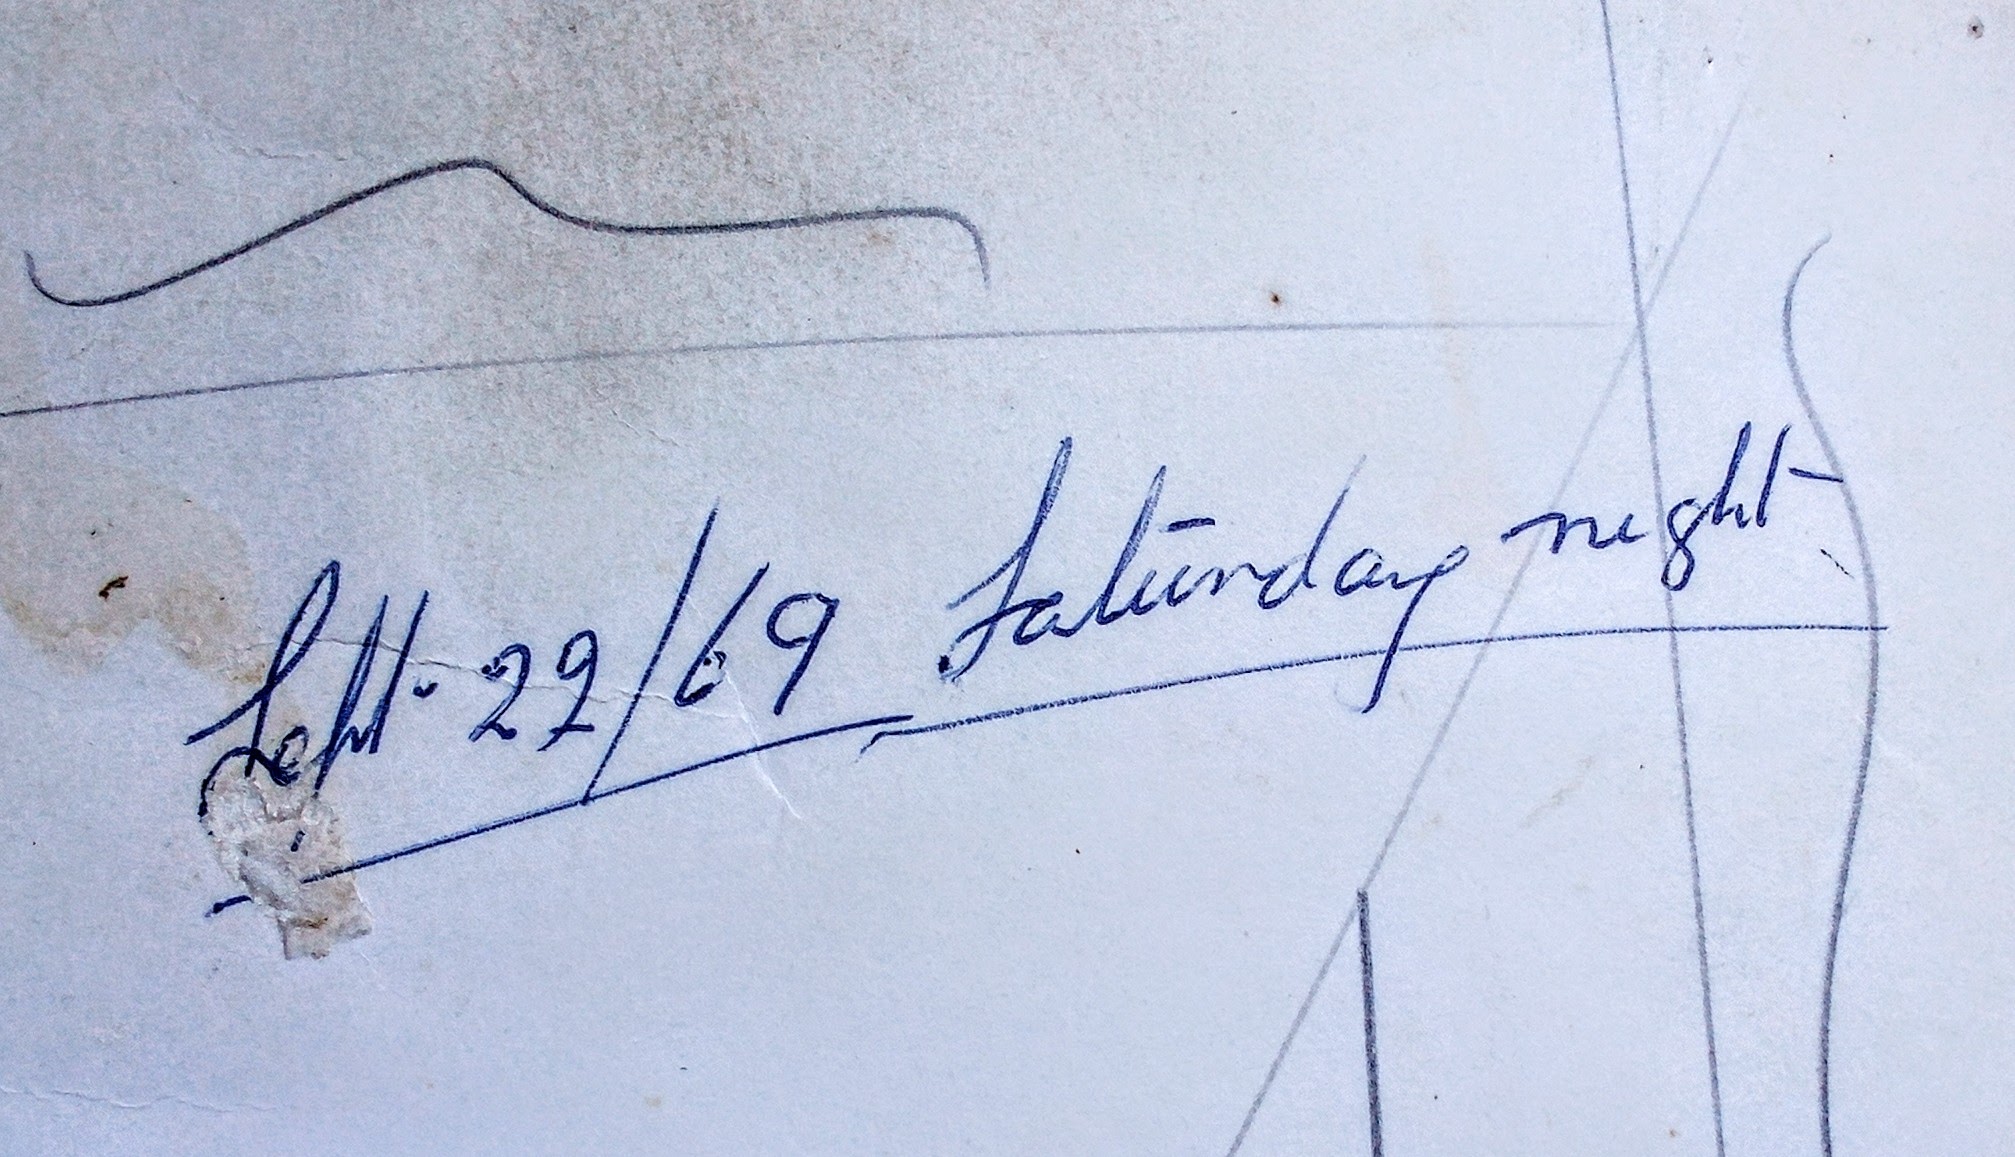 Sept. 22/69 Saturday night